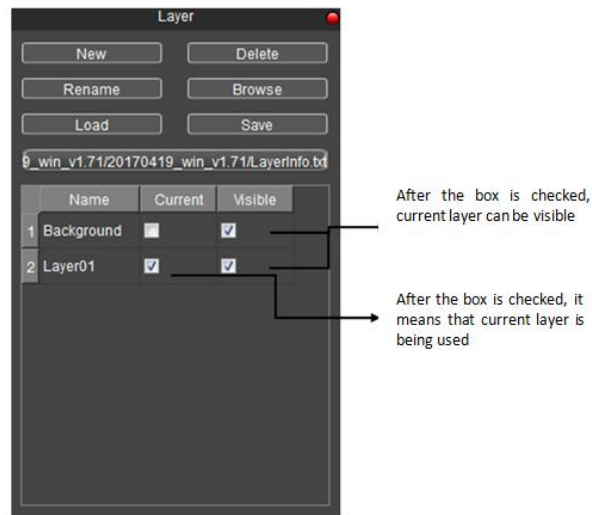 Layer
New Delete
Rename Browse
Load Save
9_win_v1.71/20170419_win_v1.71/LayerInfo.txt
Name Current Visible
1 Background
2 Layer01
After the box is checked,
current layer can be visible
After the box is checked, it
means that current layer is
being used